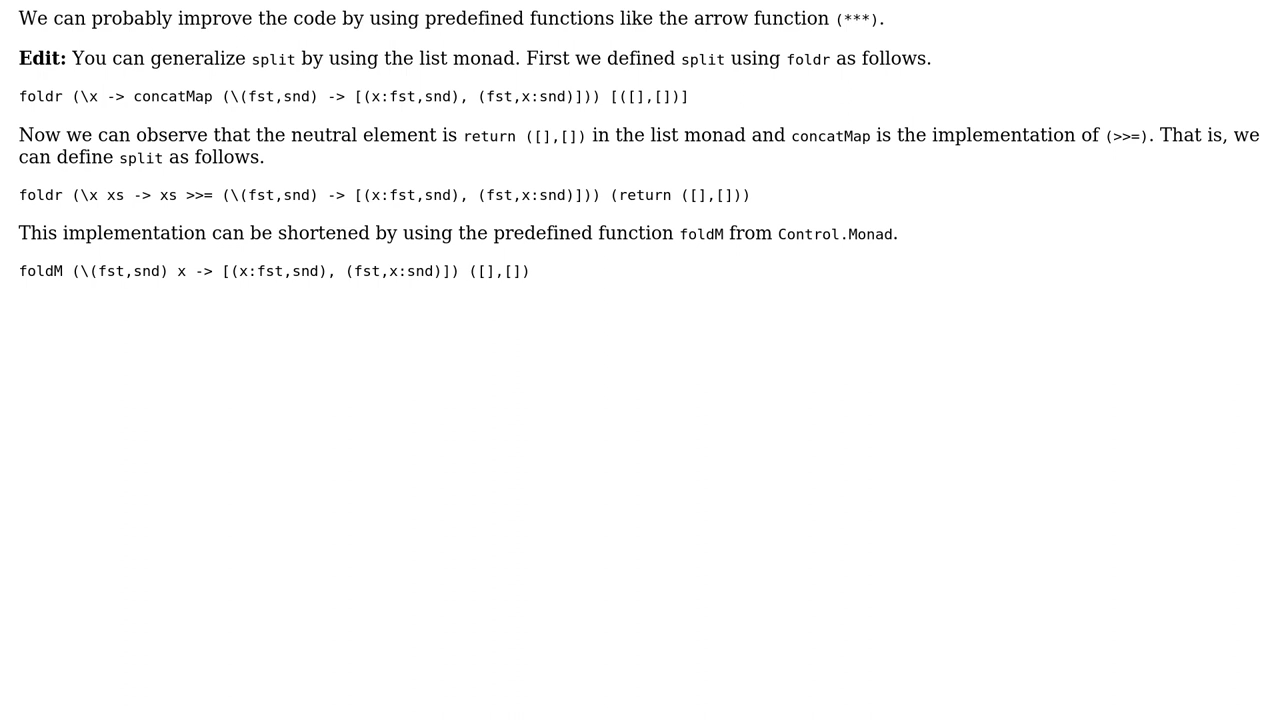 We can probably improve the code by using predefined functions like the arrow function (***).
Edit: You can generalize split by using the list monad. First we defined split using foldr as follows.
foldr (\x -> concatMap (\(fst,snd) -> [(x:fst,snd), (fst,x:snd)])) [([],[])]
Now we can observe that the neutral element is return ([],[]) in the list monad and concatMap is the implementation of (>>=). That is, we
can define split as follows.
foldr (\x xs -> xs >>= (\(fst,snd) -> [(x:fst,snd), (fst,x:snd)])) (return ([],[]))
This implementation can be shortened by using the predefined function foldM from Control.Monad.
foldM (\(fst,snd) x -> [(x:fst,snd), (fst,x:snd)]) ([],[])